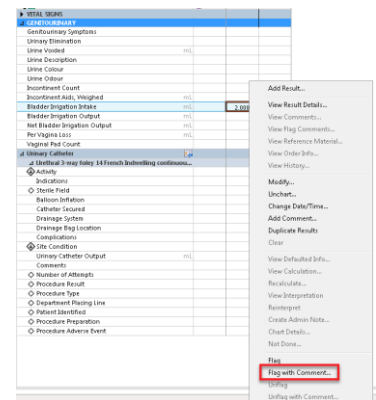 VITAL SIGNS
GENITOURINARY
Genitourinary Symptoms
Urinary Elimination
Urine Voided mL
Urine Description
Urine Colour
Urine Odour
Incontinent Count
Incontinent Aids, Weighed mL
Bladder Irrigation Intake mL 2,000
Bladder Irrigation Output mL
Net Bladder Irrigation Output mL
Per Vagina Loss mL
Vaginal Pad Count
Urinary Catheter
Urethral 3-way foley 14 French Indwelling continuou...
Activity
Indications
Sterile Field
Balloon Inflation
Catheter Secured
Drainage System
Drainage Bag Location
Complications
Site Condition
Urinary Catheter Output mL
Comments
Number of Attempts
Procedure Result
Procedure Type
Department Placing Line
Patient Identified
Procedure Preparation
Procedure Adverse Event
Add Result...
View Result Details...
View Comments...
View Flag Comments...
View Reference Material...
View Order Info...
View History...
Modify...
Unchart...
Change Date/Time...
Add Comment...
Duplicate Results
Clear
View Defaulted Info...
View Calculation...
Recalculate...
View Interpretation
Reinterpret
Create Admin Note...
Chart Details...
Not Done...
Flag
Flag with Comment...
Unflag
Unflag with Comment...